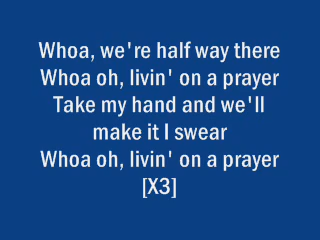 Whoa, we're half way there
Whoa oh, livin' on a prayer
Take my hand and we'll
make it I swear
Whoa oh, livin' on a prayer
[X3]